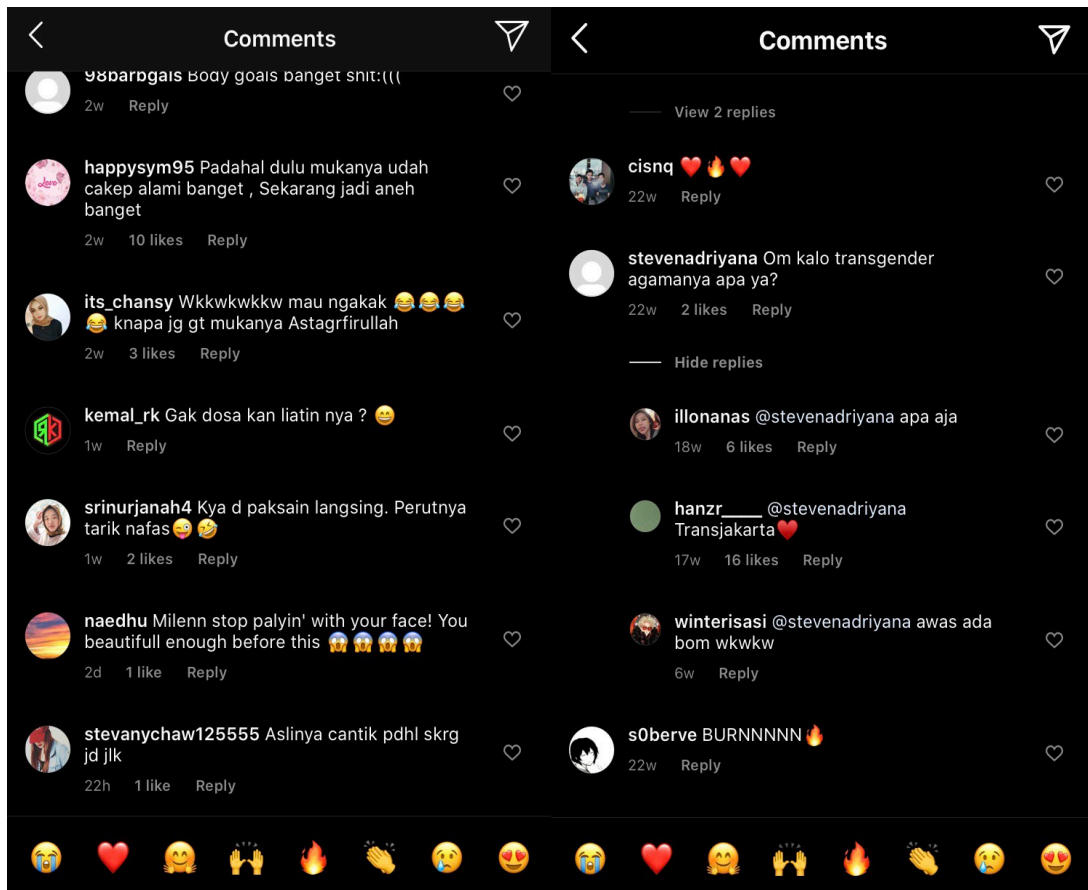 Comments
98barbgals Body goals banget shit:(((
2w Reply
happysym95 Padahal dulu mukanya udah
cakep alami banget , Sekarang jadi aneh
banget
2w 10 likes Reply
its_chansy Wkkwkwkkw mau ngakak 😂😂😂
😂 knapa jg gt mukanya Astagrfirullah
2w 3 likes Reply
kemal_rk Gak dosa kan liatin nya ? 😄
1w Reply
srinurjanah4 Kya d paksain langsing. Perutnya
tarik nafas😜🤣
1w 2 likes Reply
naedhu Milenn stop palyin' with your face! You
beautifull enough before this 😱😱😱😱
2d 1 like Reply
stevanychaw125555 Aslinya cantik pdhl skrg
jd jlk
22h 1 like Reply
Comments
View 2 replies
cisnq ❤️🔥❤️
22w Reply
stevenadriyana Om kalo transgender
agamanya apa ya?
22w 2 likes Reply
Hide replies
illonanas @stevenadriyana apa aja
18w 6 likes Reply
hanzr_____ @stevenadriyana
Transjakarta❤️
17w 16 likes Reply
winterisasi @stevenadriyana awas ada
bom wkwkw
6w Reply
s0berve BURNNNNN🔥
22w Reply